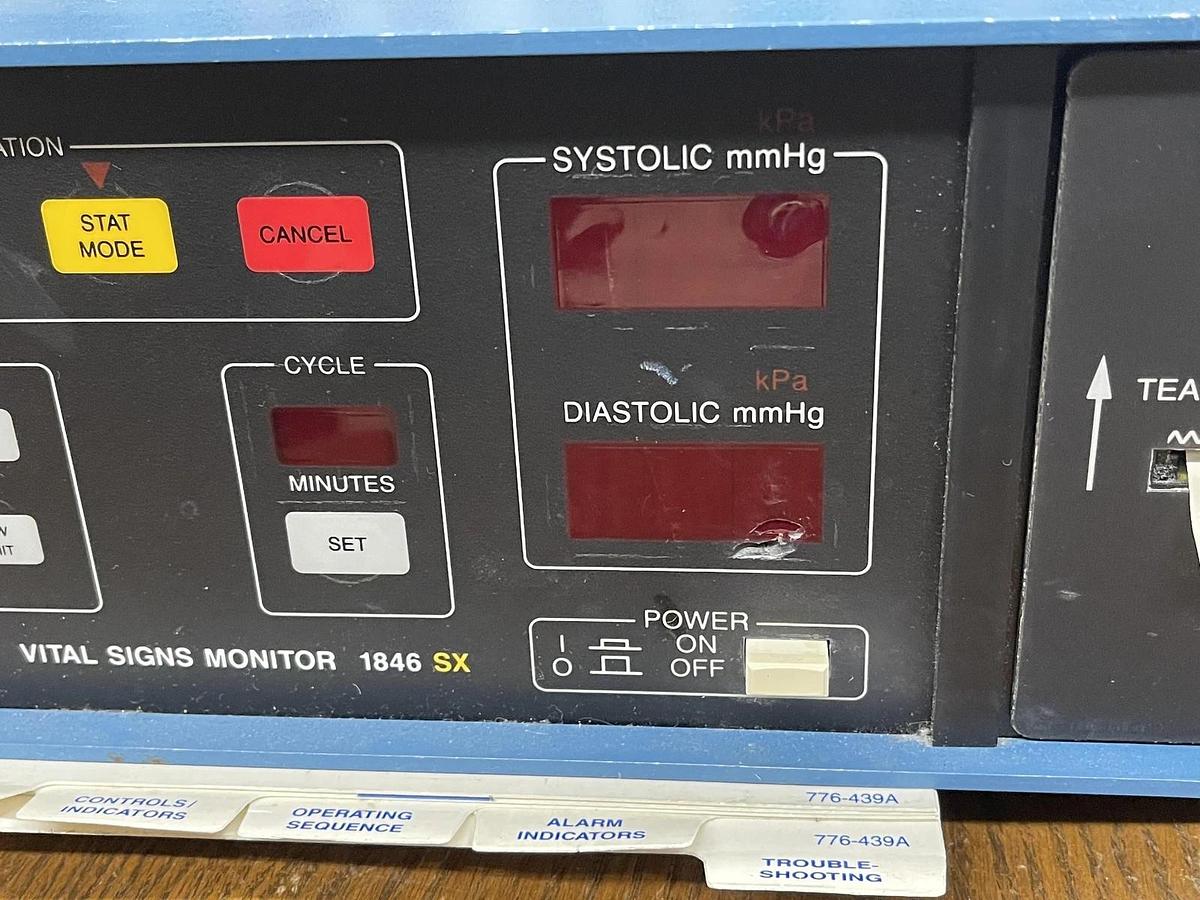 ATION
STAT
MODE
CANCEL
kPa
SYSTOLIC mmHg
kPa
DIASTOLIC mmHg
CYCLE
MINUTES
SET
POWER
I ON
O OFF
VITAL SIGNS MONITOR 1846 SX
TEA
CONTROLS/
INDICATORS
OPERATING
SEQUENCE
ALARM
INDICATORS
776-439A
776-439A
TROUBLE-
SHOOTING